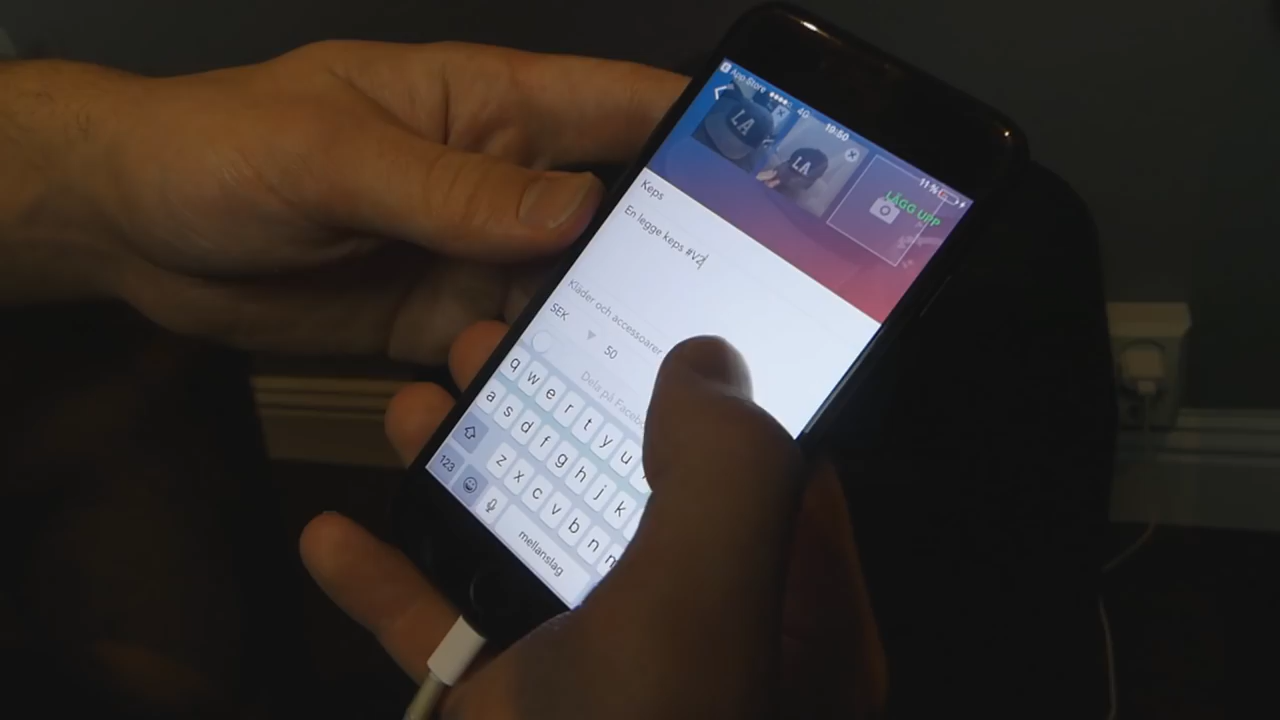 App Store 4G 19:50 11 %
LA
LA
LÄGG UPP
Keps
En legge keps #v2
Kläder och accessoarer
SEK 50
Dela på Faceb
q w e r t y u
a s d f g h j k
z x c v b n m
123
mellanslag